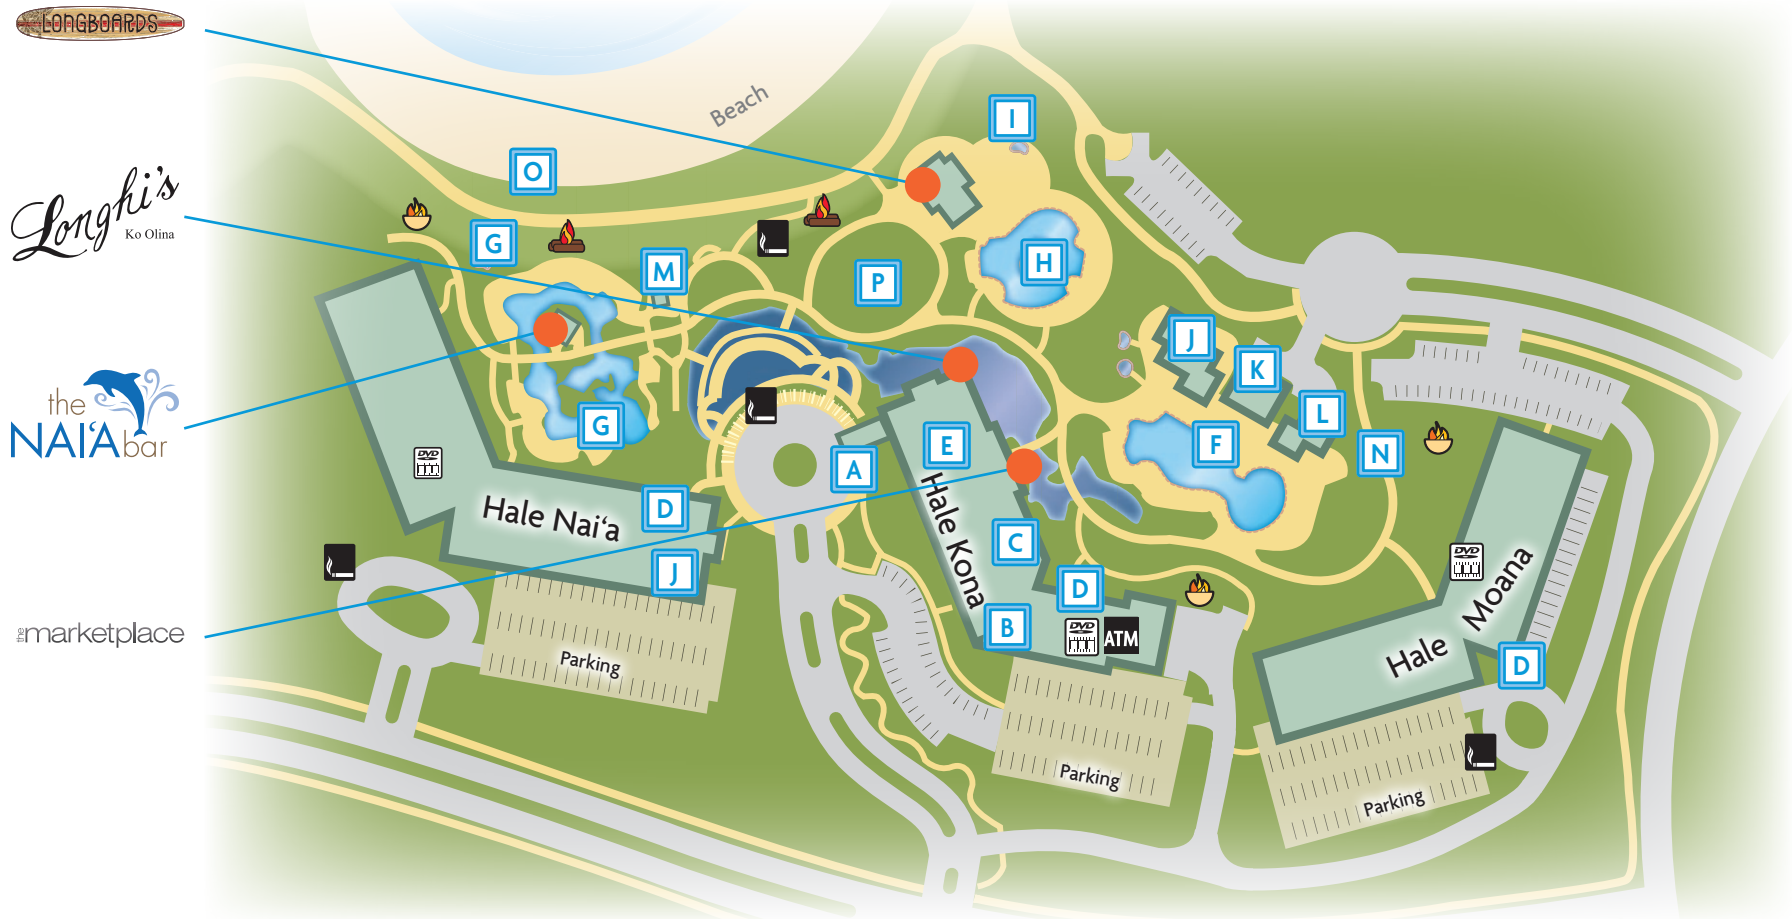 LONGBOARDS
Beach
I
O
Longhi's
Ko Olina
G
M
P
H
J
K
the
NAI'A bar
L
G
E
F
N
A
DVD
Hale Nai'a
D
Hale Kona
C
J
D
B
DVD
ATM
DVD
Hale Moana
D
the marketplace
Parking
Parking
Parking